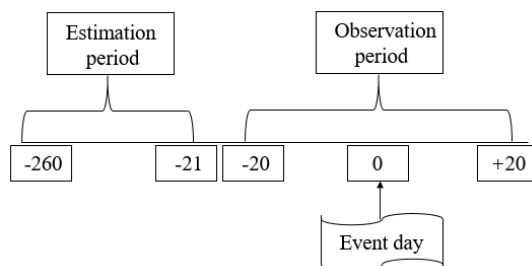 Estimation
period
Observation
period
-260
-21
-20
0
+20
Event day